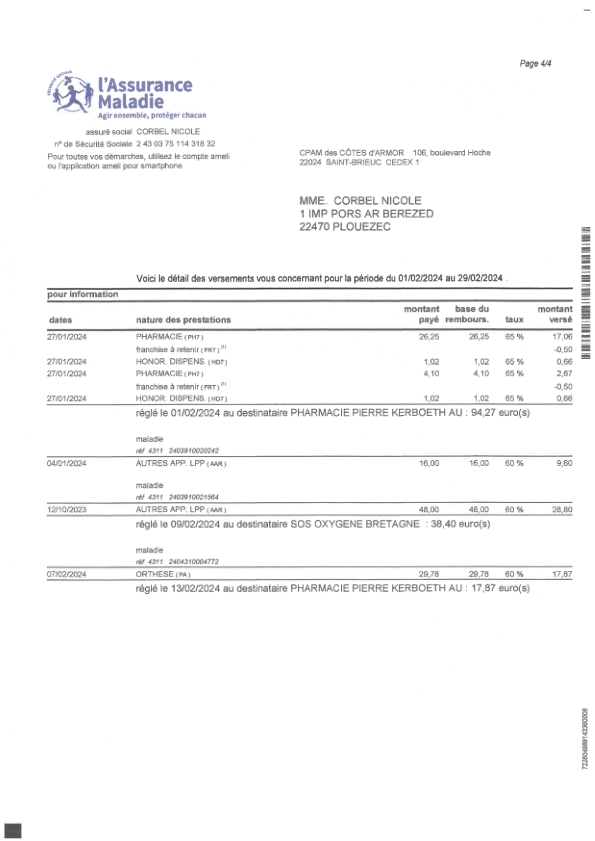 Page 4/4
SÉCURITÉ SOCIALE
l'Assurance
Maladie
Agir ensemble, protéger chacun
assuré social CORBEL NICOLE
n° de Sécurité Sociale 2 43 03 75 114 318 32
Pour toutes vos démarches, utilisez le compte ameli
ou l'application ameli pour smartphone
CPAM des CÔTES d'ARMOR 106, boulevard Hoche
22024 SAINT-BRIEUC CEDEX 1
MME. CORBEL NICOLE
1 IMP PORS AR BEREZED
22470 PLOUEZEC
Voici le détail des versements vous concernant pour la période du 01/02/2024 au 29/02/2024 .
pour information
dates nature des prestations montant payé base du rembours. taux montant versé
27/01/2024 PHARMACIE (PH7) 26,25 26,25 65 % 17,06
franchise à retenir (FRT) (1) -0,50
27/01/2024 HONOR. DISPENS. (HD7) 1,02 1,02 65 % 0,66
27/01/2024 PHARMACIE (PH7) 4,10 4,10 65 % 2,67
franchise à retenir (FRT) (1) -0,50
27/01/2024 HONOR. DISPENS. (HD7) 1,02 1,02 65 % 0,66
réglé le 01/02/2024 au destinataire PHARMACIE PIERRE KERBOETH AU : 94,27 euro(s)
maladie
réf 4311 2403910020242
04/01/2024 AUTRES APP. LPP (AAR) 16,00 16,00 60 % 9,60
maladie
réf 4311 2403910021564
12/10/2023 AUTRES APP. LPP (AAR) 48,00 48,00 60 % 28,80
réglé le 09/02/2024 au destinataire SOS OXYGENE BRETAGNE : 38,40 euro(s)
maladie
réf 4311 2404310004772
07/02/2024 ORTHESE (PA) 29,78 29,78 60 % 17,87
réglé le 13/02/2024 au destinataire PHARMACIE PIERRE KERBOETH AU : 17,87 euro(s)